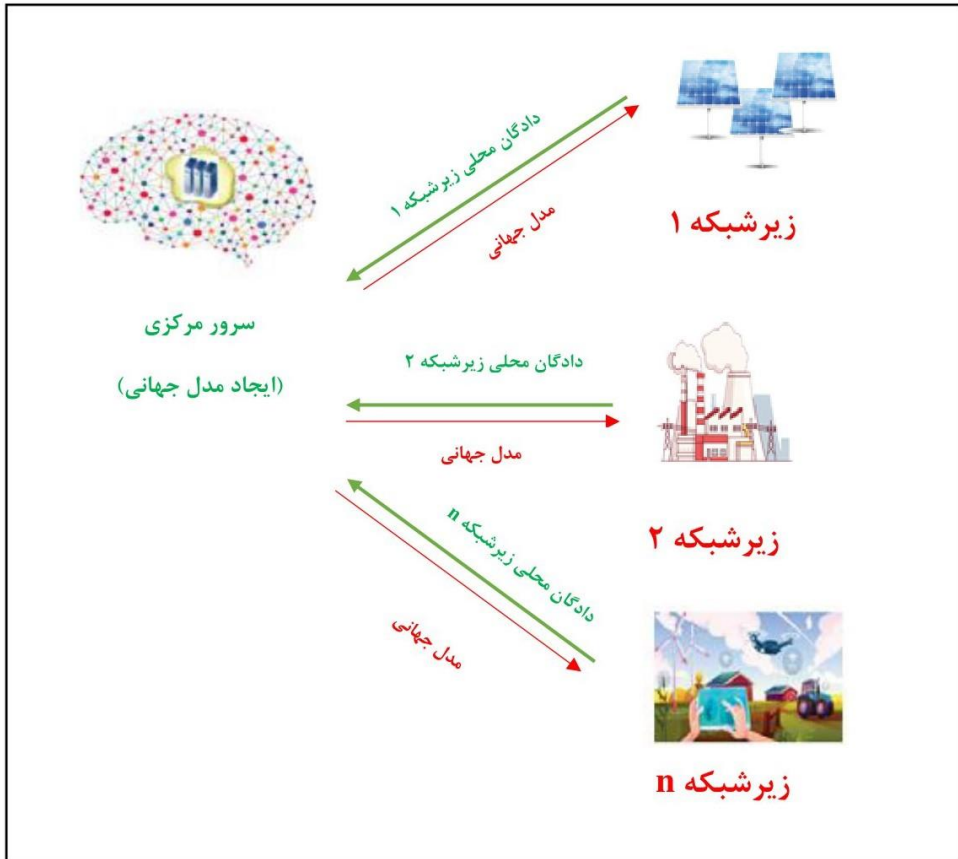 دادگان محلی زیرشبکه ۱
مدل جهانی
زیرشبکه ۱
سرور مرکزی
(ایجاد مدل جهانی)
دادگان محلی زیرشبکه ۲
مدل جهانی
زیرشبکه ۲
دادگان محلی زیرشبکه n
مدل جهانی
زیرشبکه n